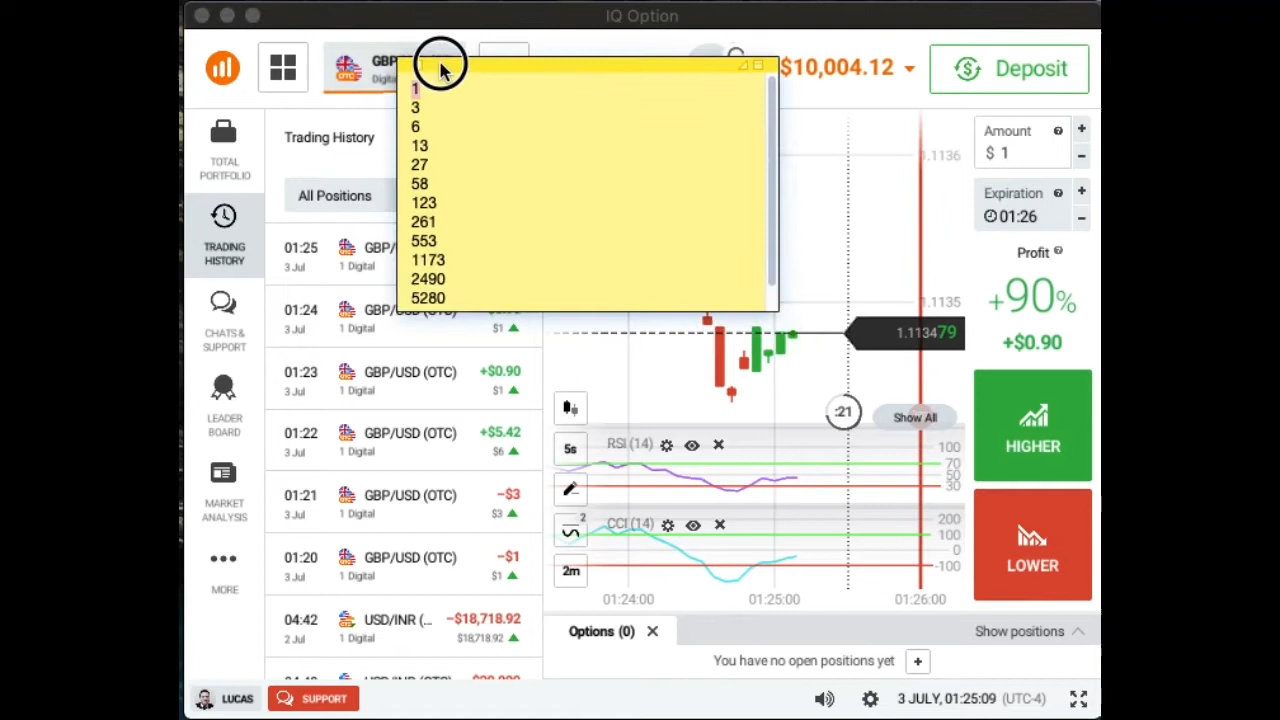 IQ Option
GBP
Digit
$10,004.12
Deposit
TOTAL PORTFOLIO
TRADING HISTORY
CHATS & SUPPORT
LEADER BOARD
MARKET ANALYSIS
MORE
Trading History
All Positions
1
3
6
13
27
58
123
261
553
1173
2490
5280
01:25 GBP/
3 Jul 1 Digital
01:24 GBP/
3 Jul 1 Digital $1
01:23 GBP/USD (OTC) +$0.90
3 Jul 1 Digital $1
01:22 GBP/USD (OTC) +$5.42
3 Jul 1 Digital $6
01:21 GBP/USD (OTC) −$3
3 Jul 1 Digital $3
01:20 GBP/USD (OTC) −$1
3 Jul 1 Digital $1
04:42 USD/INR (... −$18,718.92
2 Jul 1 Digital $18,718.92
1.1136
1.1135
1.113479
:21
Show All
5s
2
2m
RSI (14)
100
70
50
30
CCI (14)
200
100
0
-100
01:24:00 01:25:00 01:26:00
Amount
$ 1
Expiration
01:26
Profit
+90%
+$0.90
HIGHER
LOWER
Options (0)
Show positions
You have no open positions yet
LUCAS
SUPPORT
3 JULY, 01:25:09 (UTC-4)